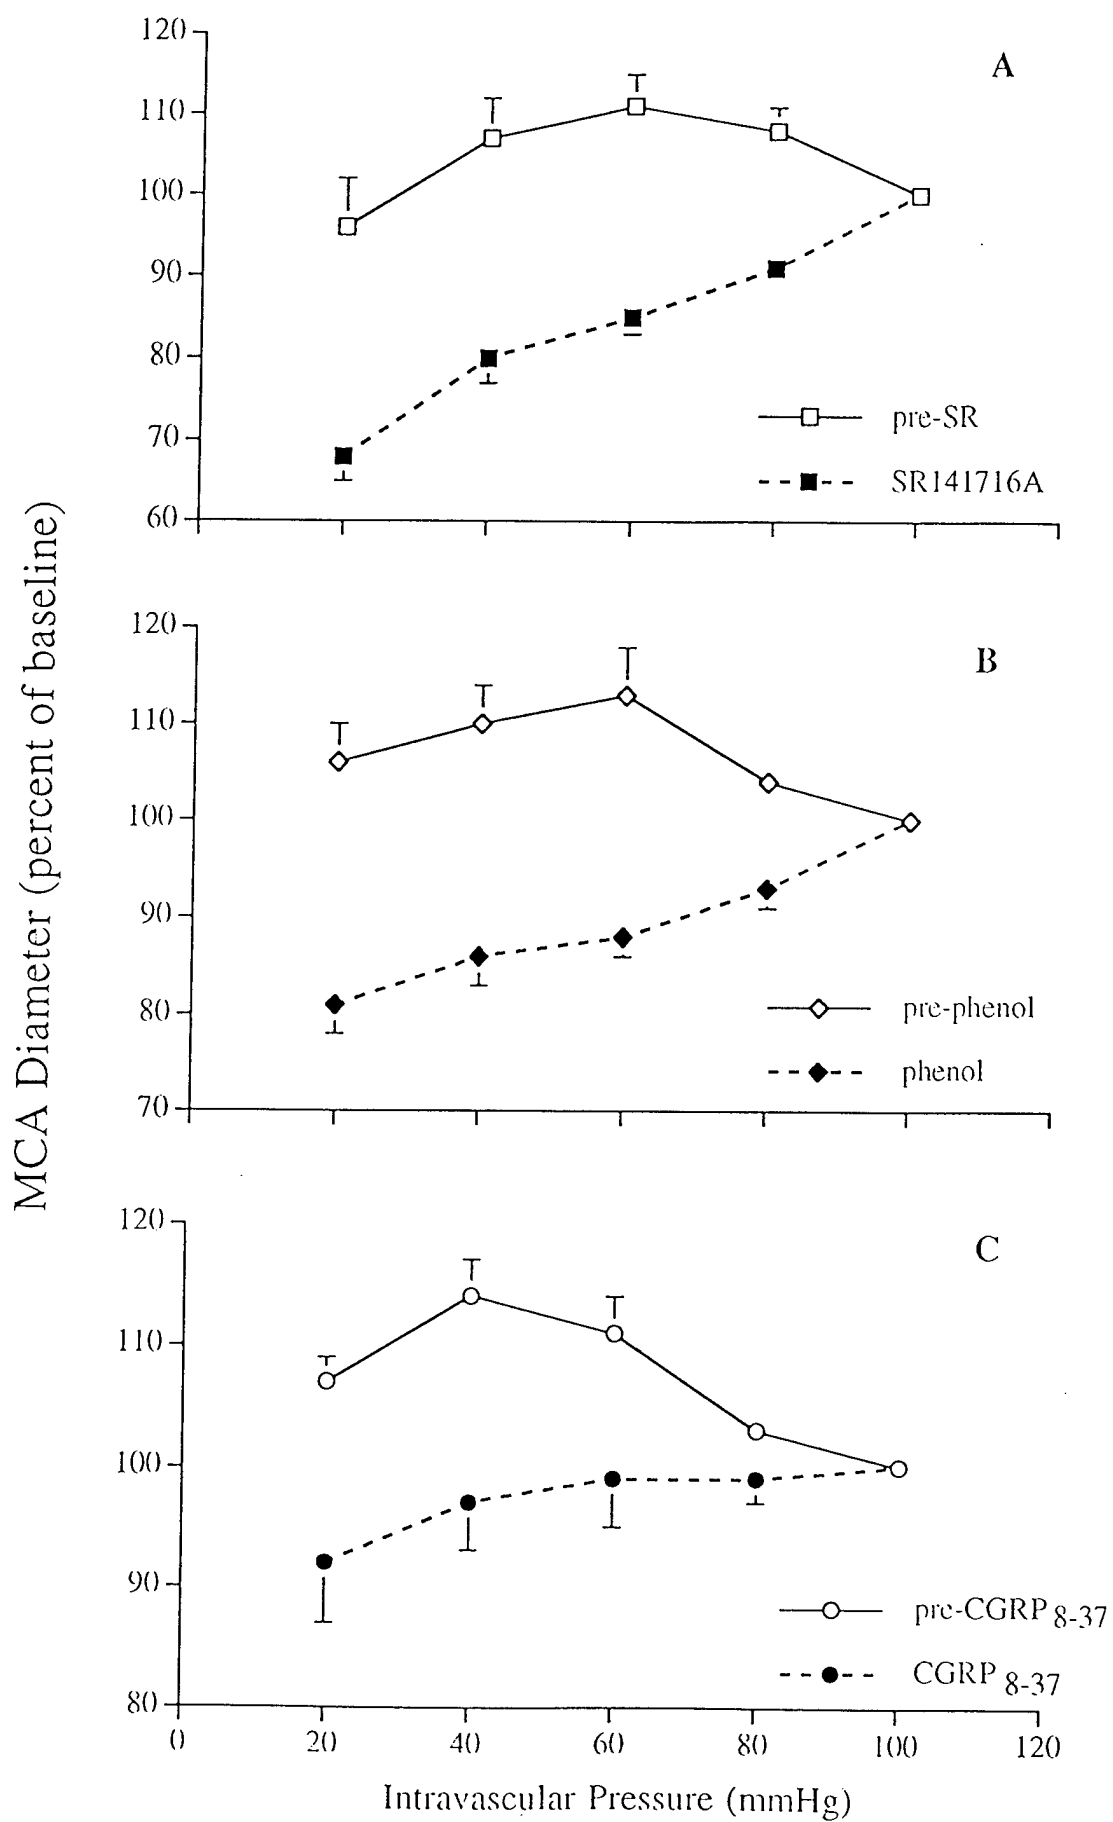 MCA Diameter (percent of baseline)
A
120
110
100
90
80
70
60
pre-SR
SR141716A
B
120
110
100
90
80
70
pre-phenol
phenol
C
120
110
100
90
80
pre-CGRP 8-37
CGRP 8-37
0 20 40 60 80 100 120
Intravascular Pressure (mmHg)